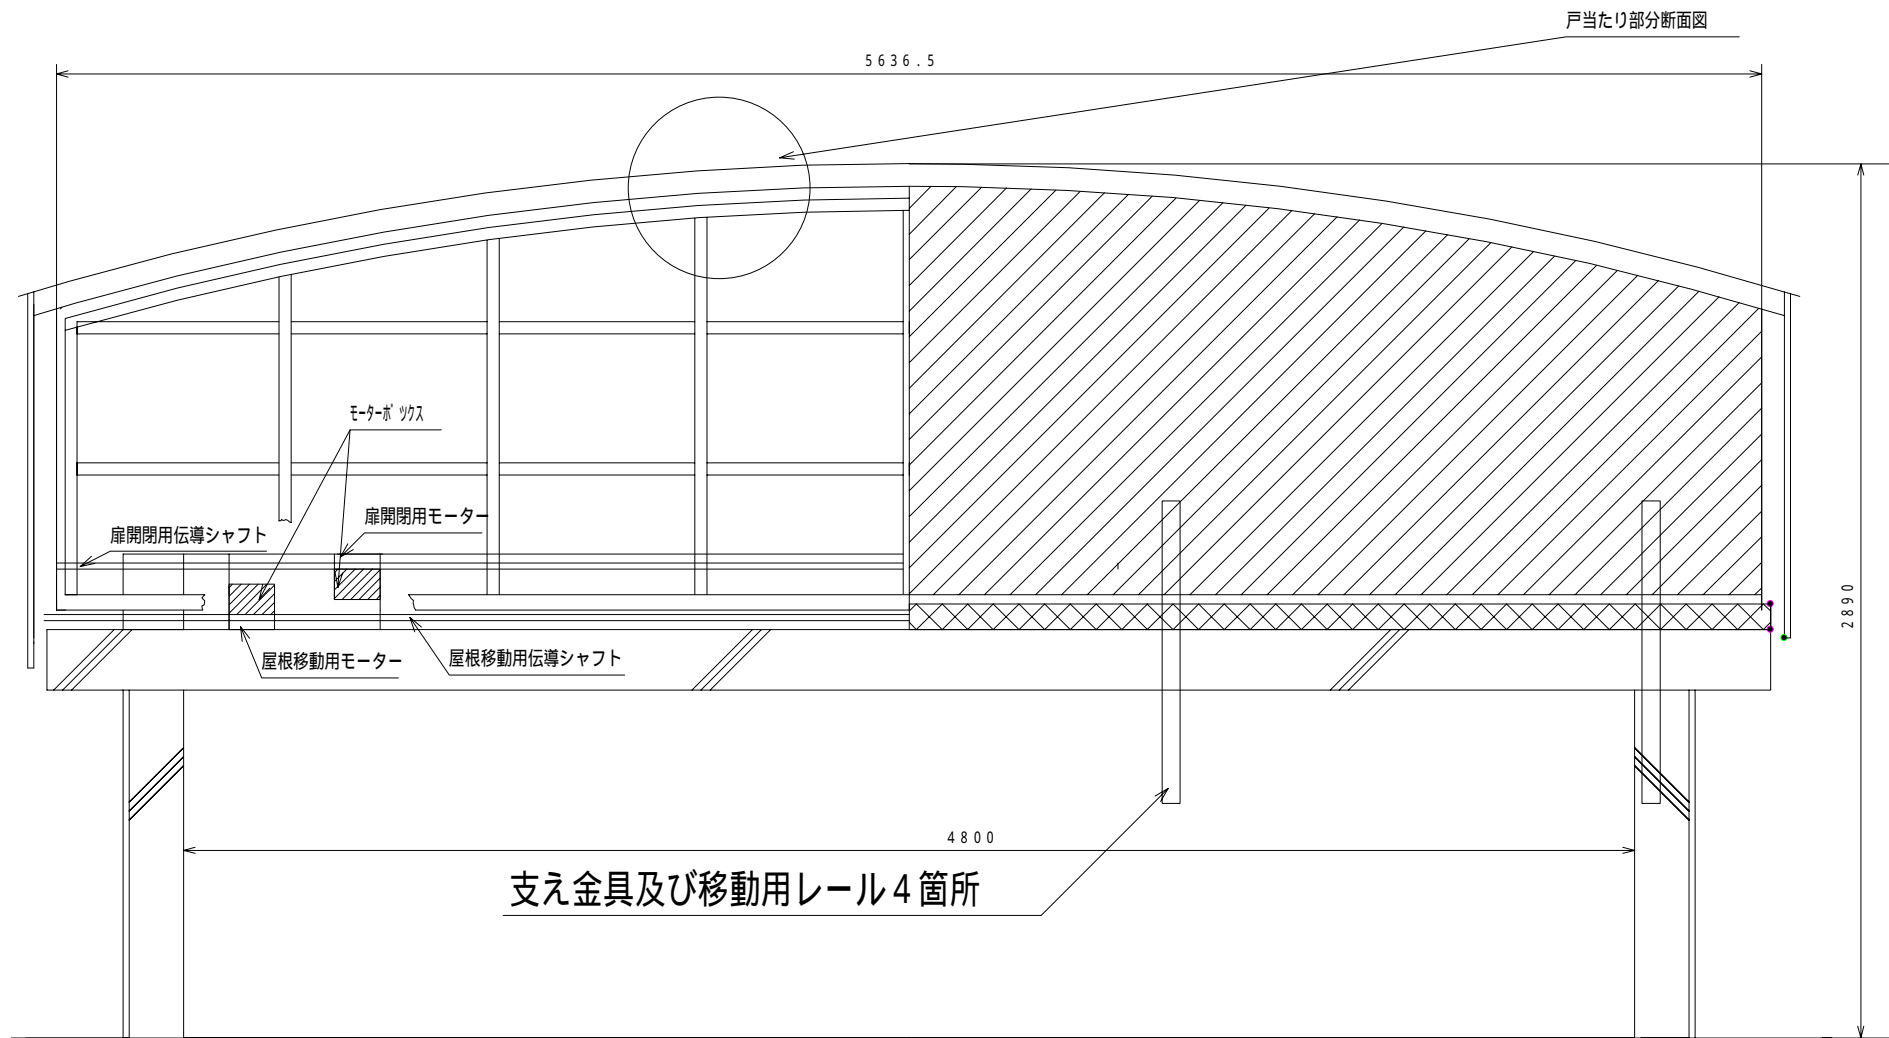 戸当たり部分断面図
5636.5
モーターボックス
扉開閉用モーター
扉開閉用伝導シャフト
2890
屋根移動用モーター
屋根移動用伝導シャフト
4800
支え金具及び移動用レール4箇所